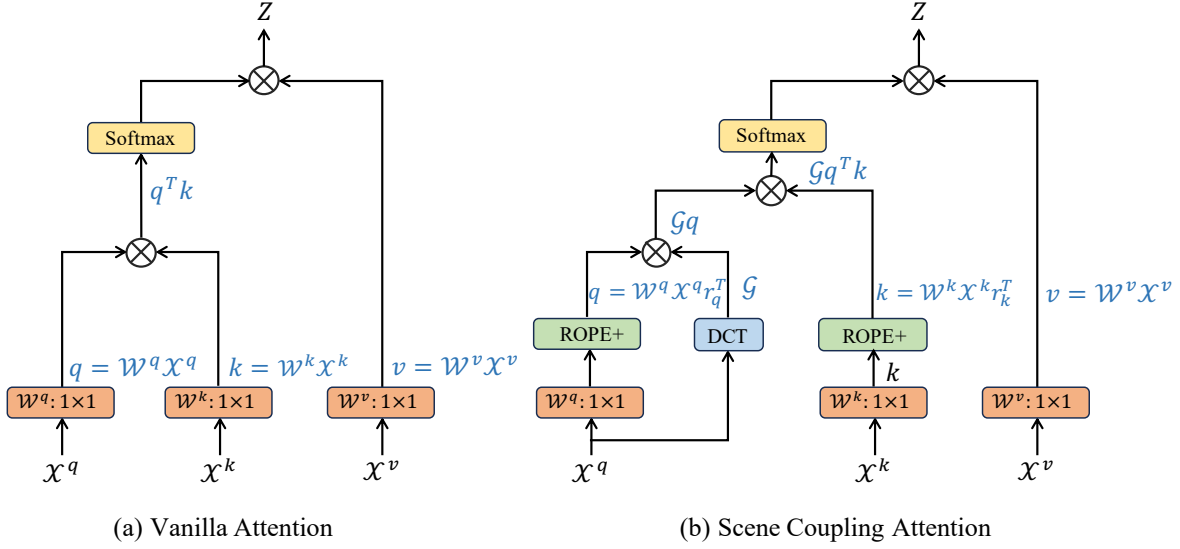 Z
Softmax
q^T k
q = 𝒲^q 𝒳^q
k = 𝒲^k 𝒳^k
v = 𝒲^v 𝒳^v
𝒲^q: 1×1
𝒲^k: 1×1
𝒲^v: 1×1
𝒳^q
𝒳^k
𝒳^v
(a) Vanilla Attention
Z
Softmax
𝒢q^T k
𝒢q
q = 𝒲^q 𝒳^q r_q^T
𝒢
k = 𝒲^k 𝒳^k r_k^T
v = 𝒲^v 𝒳^v
ROPE+
DCT
ROPE+
k
𝒲^q: 1×1
𝒲^k: 1×1
𝒲^v: 1×1
𝒳^q
𝒳^k
𝒳^v
(b) Scene Coupling Attention